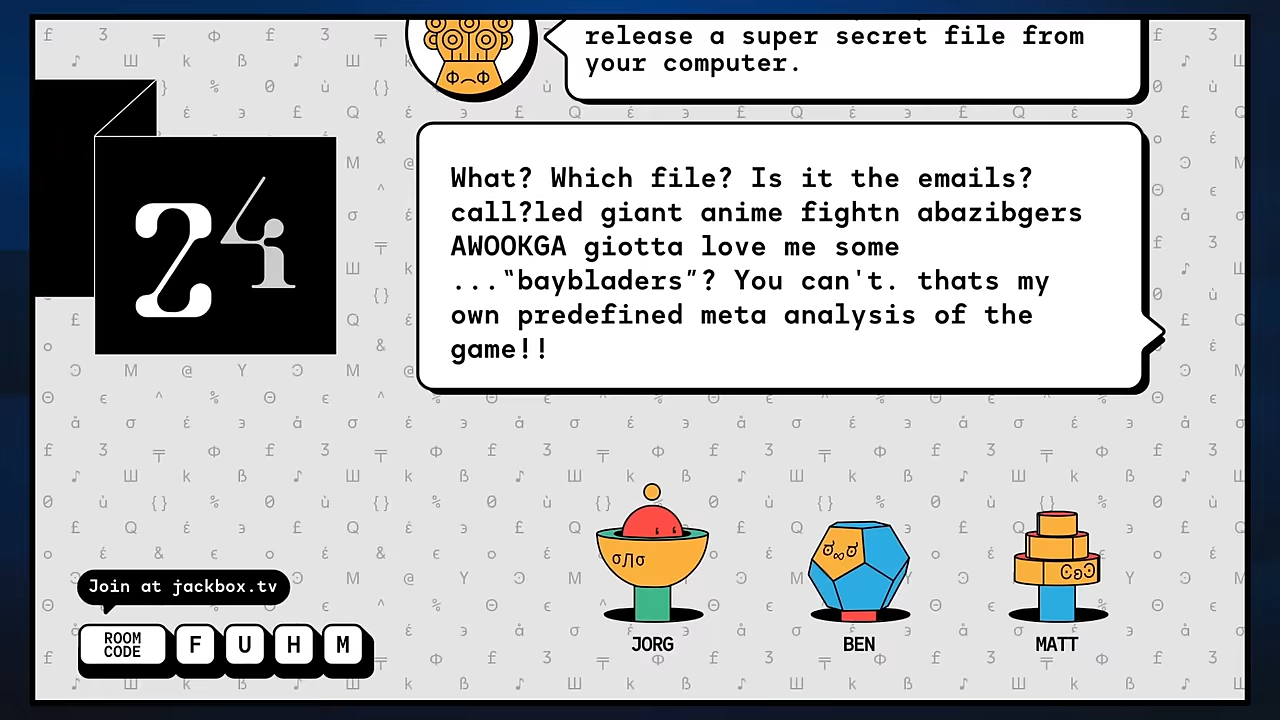 release a super secret file from
your computer.
24
What? Which file? Is it the emails?
call?led giant anime fightn abazibgers
AWOOKGA giotta love me some
..."baybladers"? You can't. thats my
own predefined meta analysis of the
game!!
Join at jackbox.tv
ROOM
CODE
F U H M
JORG
BEN
MATT